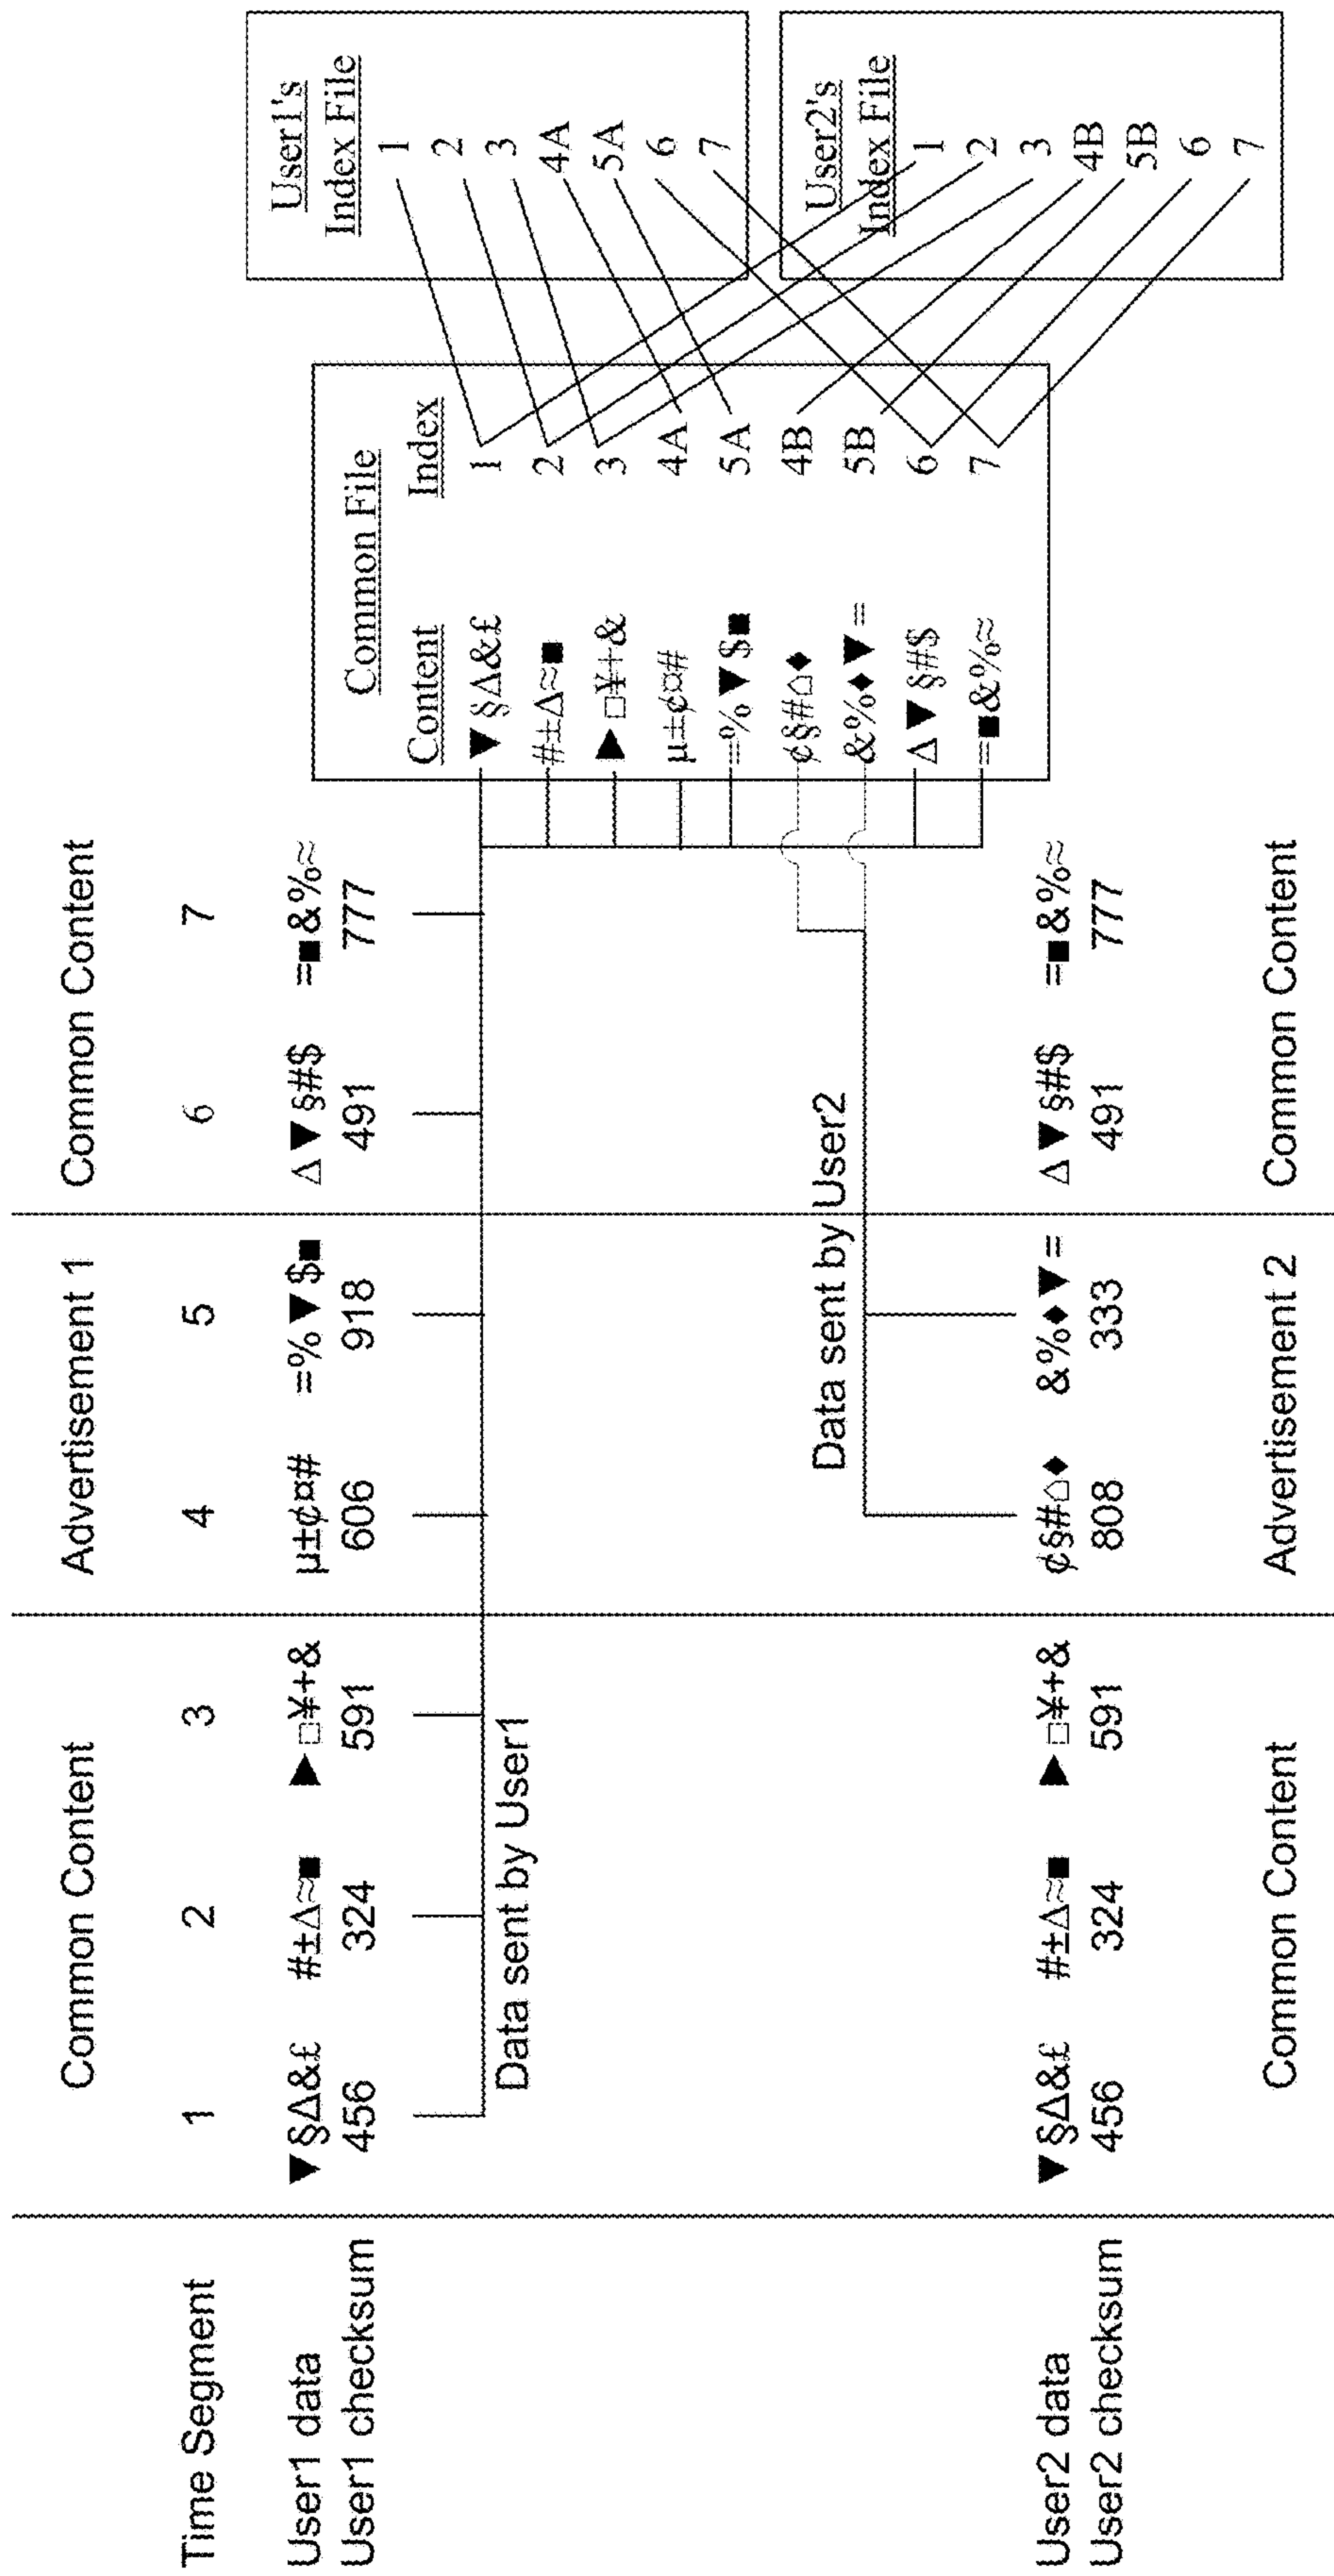 Common Content Advertisement 1 Common Content
Time Segment 1 2 3 4 5 6 7
User1 data ▼§Δ&£ #±Δ≈■ ▶□¥+& µ±¢¤# =%▼$■ Δ▼§#$ =■&%≈
User1 checksum 456 324 591 606 918 491 777
Data sent by User1
Data sent by User2
User2 data ▼§Δ&£ #±Δ≈■ ▶□¥+& ¢§#⌂♦ &%♦▼= Δ▼§#$ =■&%≈
User2 checksum 456 324 591 808 333 491 777
Common Content Advertisement 2 Common Content
Common File
Content Index
▼§Δ&£ 1
#±Δ≈■ 2
▶□¥+& 3
µ±¢¤# 4A
=%▼$■ 5A
¢§#⌂♦ 4B
&%♦▼= 5B
Δ▼§#$ 6
=■&%≈ 7
User1's
Index File
1
2
3
4A
5A
6
7
User2's
Index File
1
2
3
4B
5B
6
7